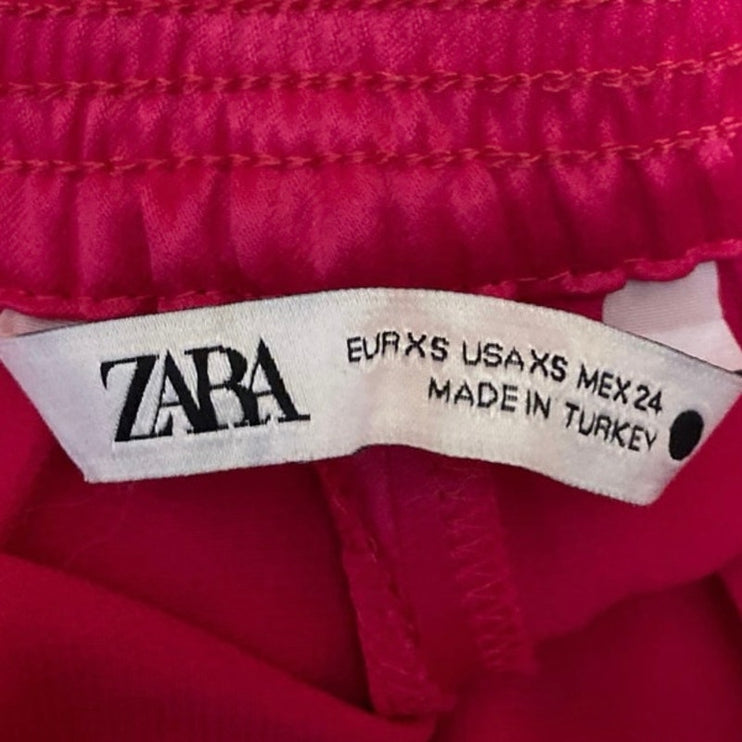 ZARA
EUR XS USA XS MEX 24
MADE IN TURKEY